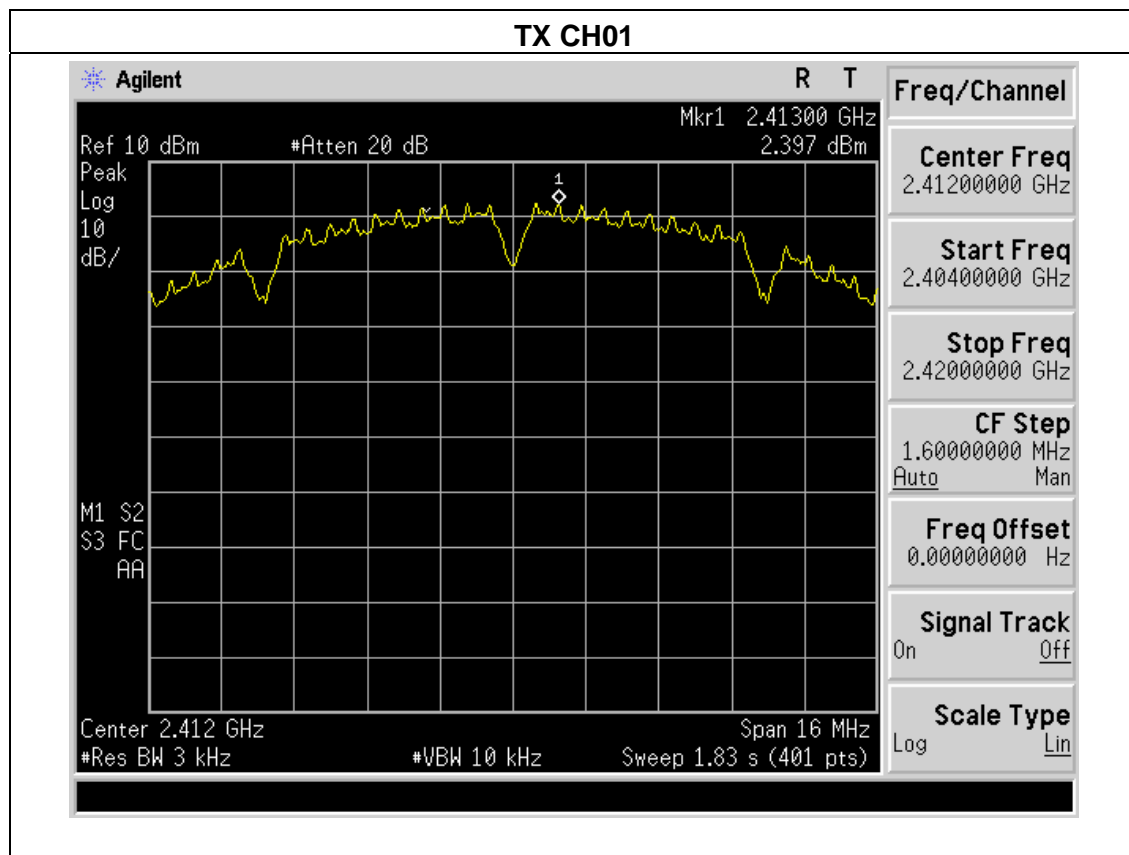 TX CH01
Agilent R T
Mkr1 2.41300 GHz
Ref 10 dBm #Atten 20 dB 2.397 dBm
Peak
Log
10
dB/
1
M1 S2
S3 FC
AA
Center 2.412 GHz Span 16 MHz
#Res BW 3 kHz #VBW 10 kHz Sweep 1.83 s (401 pts)
Freq/Channel
Center Freq
2.41200000 GHz
Start Freq
2.40400000 GHz
Stop Freq
2.42000000 GHz
CF Step
1.60000000 MHz
Auto Man
Freq Offset
0.00000000 Hz
Signal Track
On Off
Scale Type
Log Lin